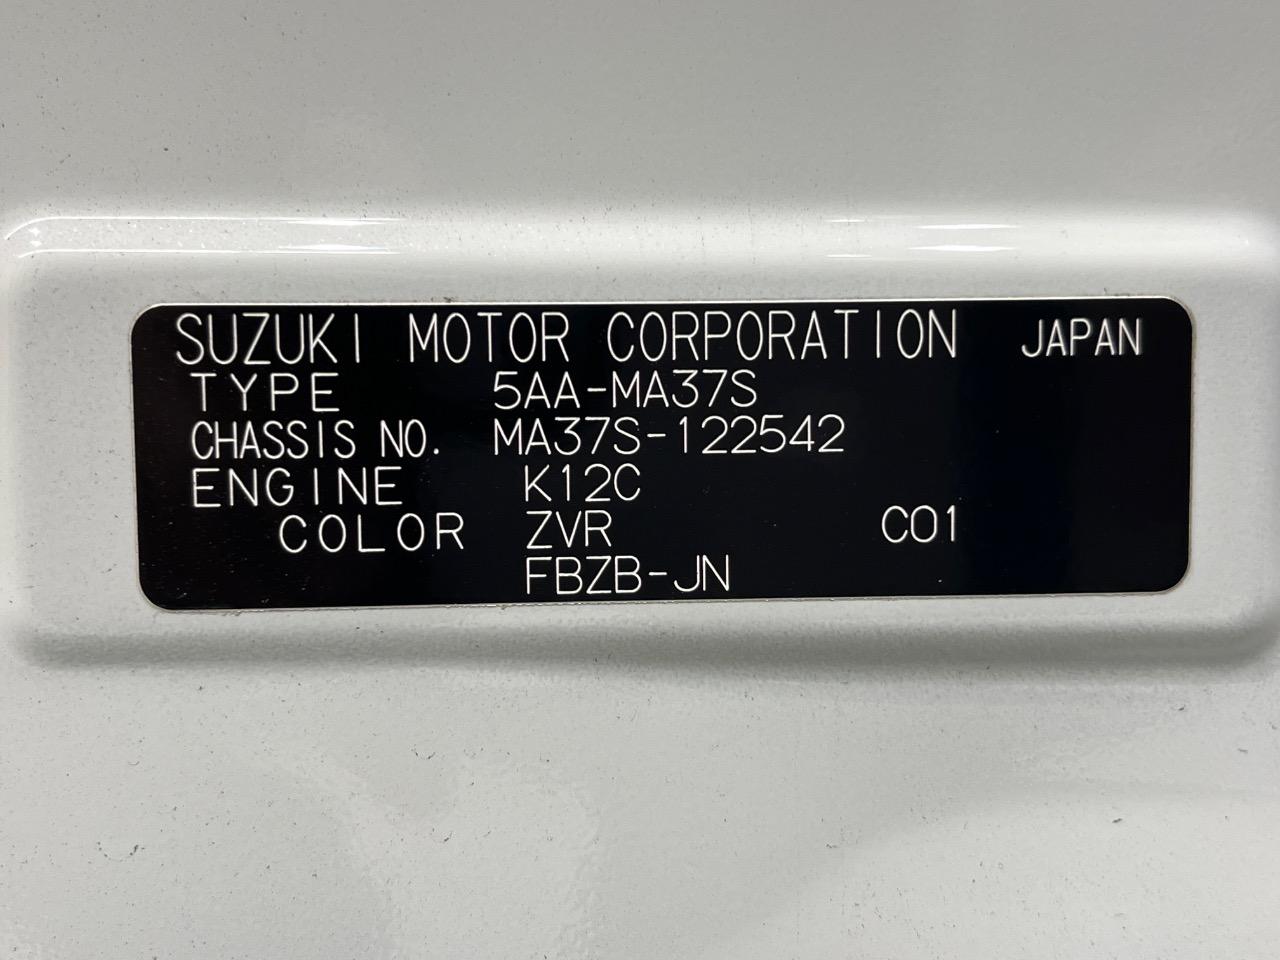 SUZUKI MOTOR CORPORATION JAPAN
TYPE 5AA-MA37S
CHASSIS NO. MA37S-122542
ENGINE K12C
COLOR ZVR C01
FBZB-JN